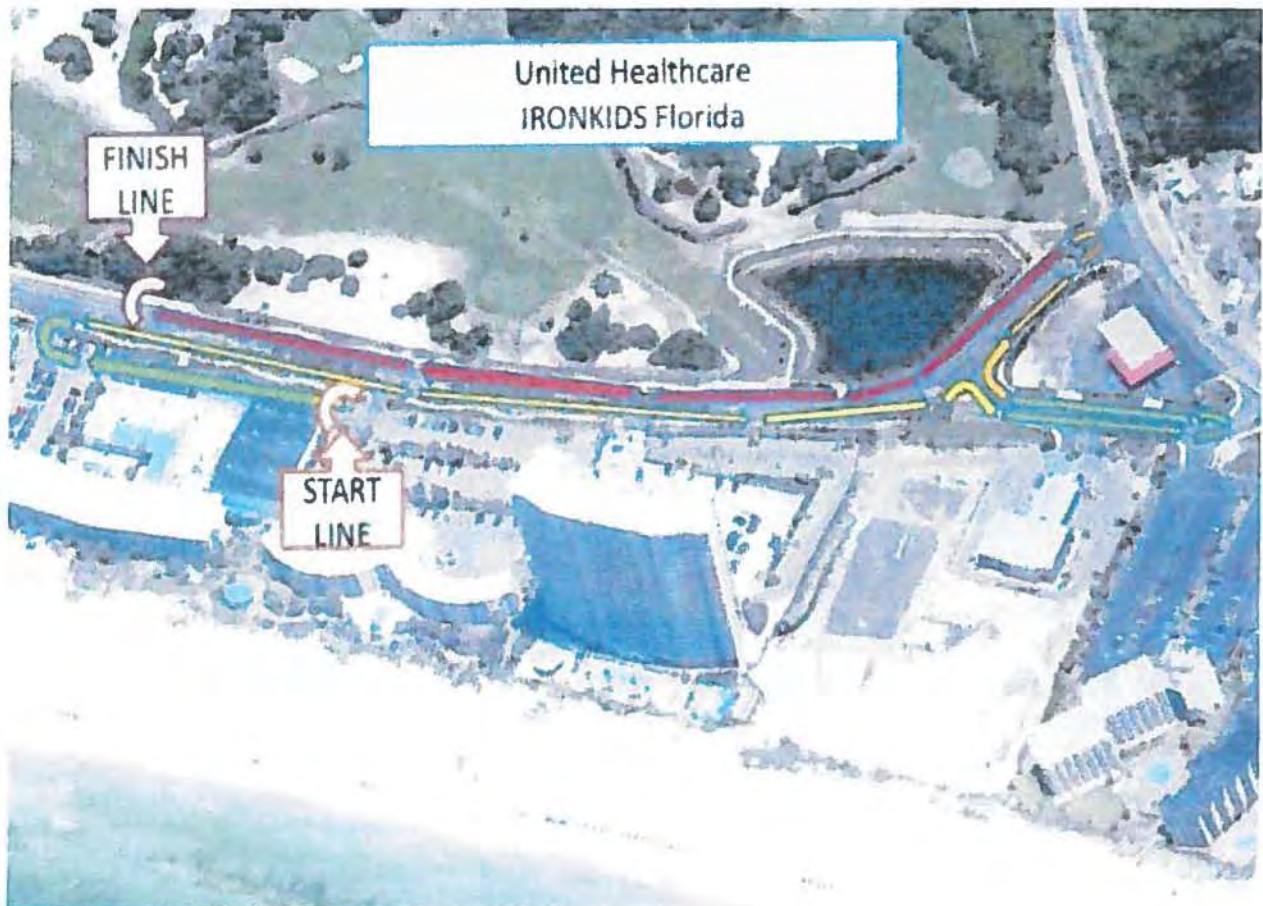 United Healthcare
IRONKIDS Florida
FINISH
LINE
START
LINE